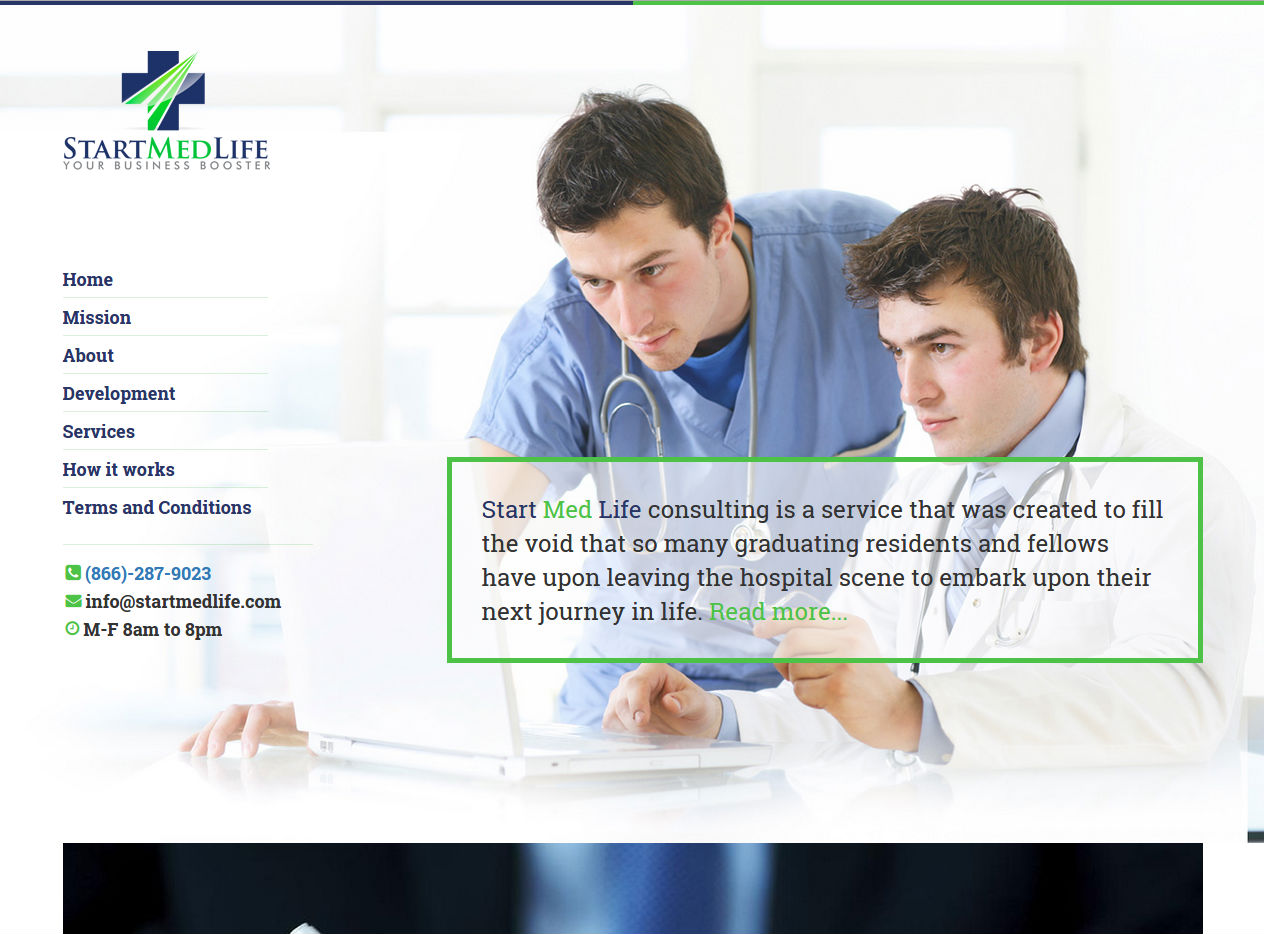 StartMedLife
YOUR BUSINESS BOOSTER
Home
Mission
About
Development
Services
How it works
Terms and Conditions
(866)-287-9023
info@startmedlife.com
M-F 8am to 8pm
Start Med Life consulting is a service that was created to fill
the void that so many graduating residents and fellows
have upon leaving the hospital scene to embark upon their
next journey in life. Read more...